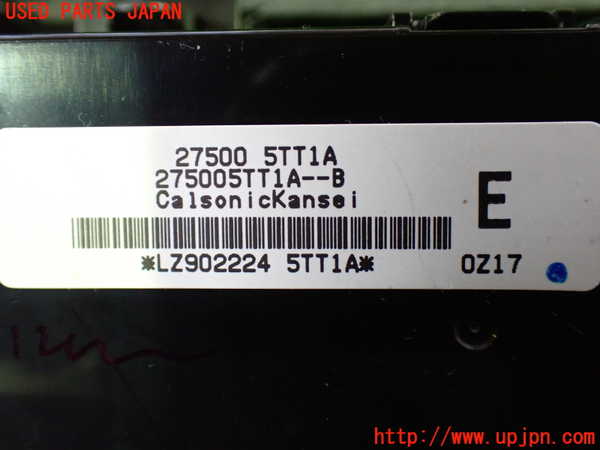 USED PARTS JAPAN
27500 5TT1A
275005TT1A--B
CalsonicKansei
E
*LZ902224 5TT1A*
0Z17
http://www.upjpn.com/